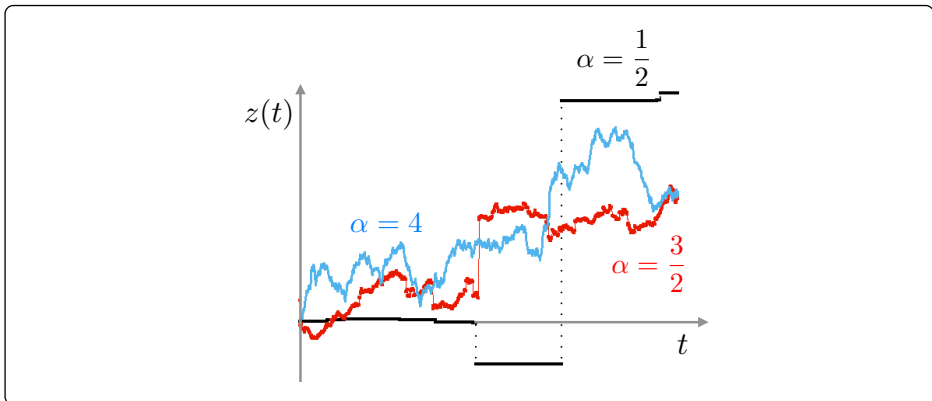 α = 1/2
z(t)
α = 4
α = 3/2
t